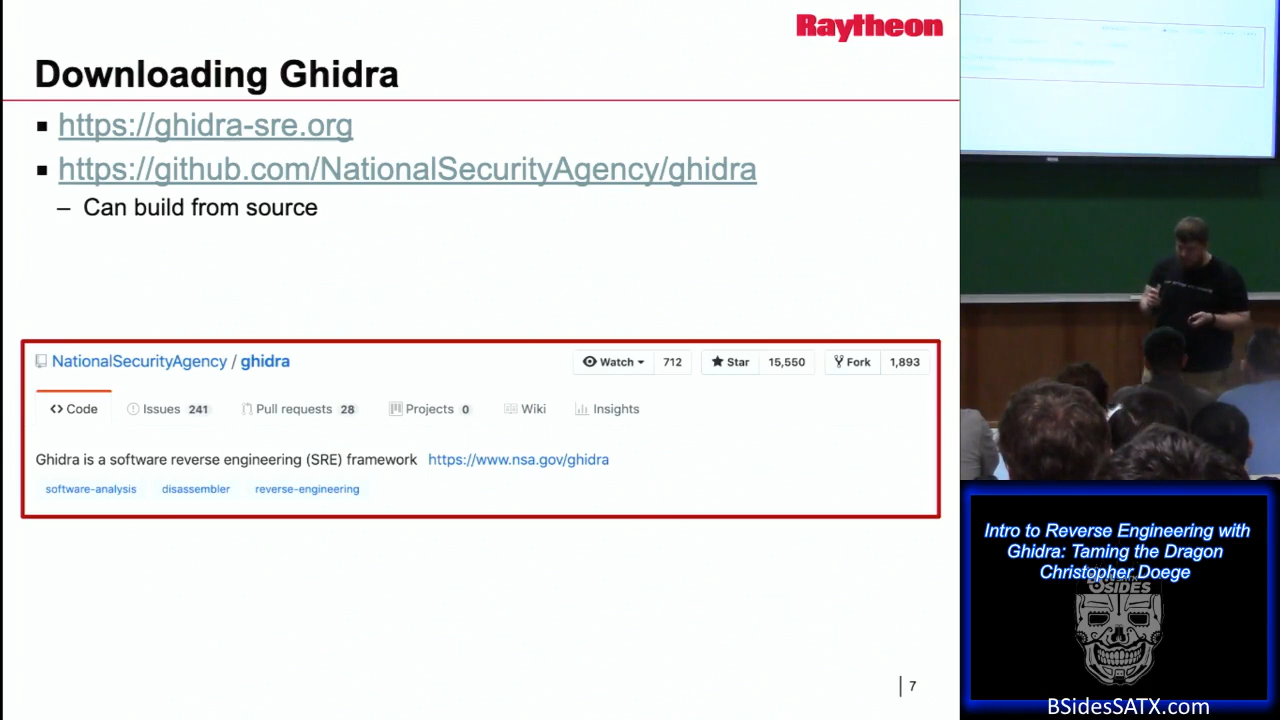 Raytheon
Downloading Ghidra
https://ghidra-sre.org
https://github.com/NationalSecurityAgency/ghidra
– Can build from source
NationalSecurityAgency / ghidra
Watch 712 Star 15,550 Fork 1,893
Code Issues 241 Pull requests 28 Projects 0 Wiki Insights
Ghidra is a software reverse engineering (SRE) framework https://www.nsa.gov/ghidra
software-analysis disassembler reverse-engineering
7
Intro to Reverse Engineering with
Ghidra: Taming the Dragon
Christopher Doege
BSIDES
BSidesSATX.com